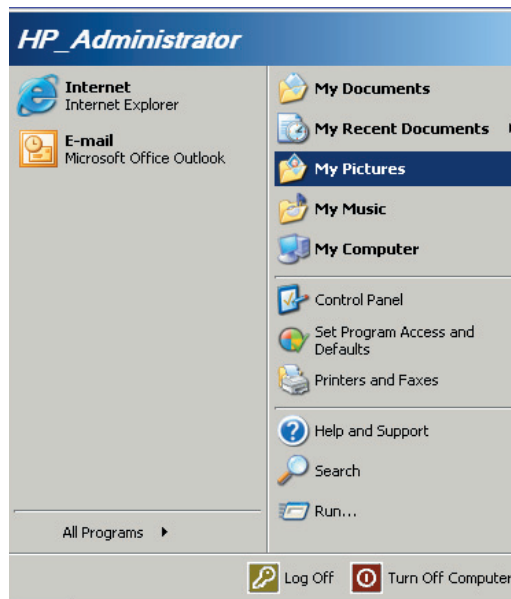 HP_Administrator
Internet
Internet Explorer
E-mail
Microsoft Office Outlook
All Programs
My Documents
My Recent Documents
My Pictures
My Music
My Computer
Control Panel
Set Program Access and
Defaults
Printers and Faxes
Help and Support
Search
Run...
Log Off
Turn Off Computer